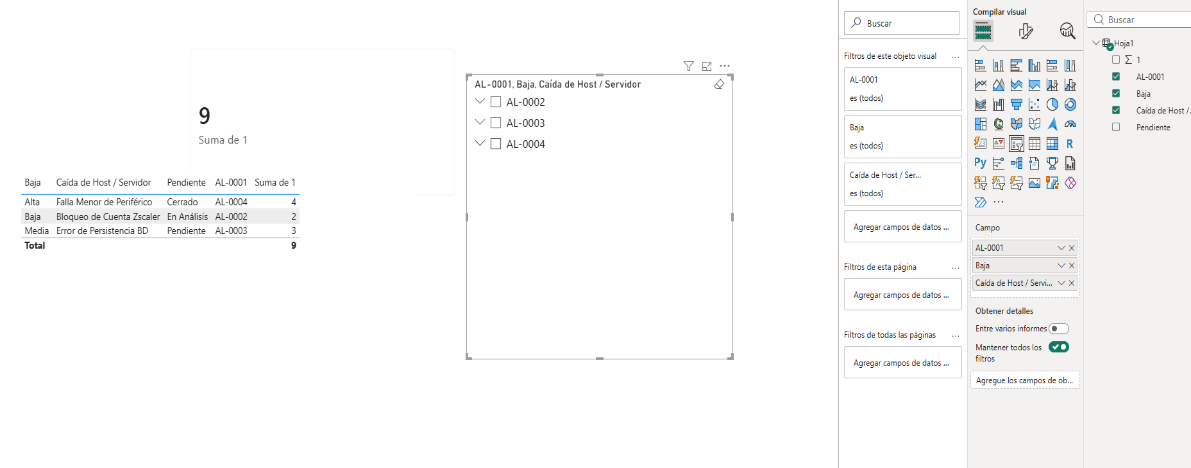 9
Suma de 1
Baja Caída de Host / Servidor Pendiente AL-0001 Suma de 1
Alta Falla Menor de Periférico Cerrado AL-0004 4
Baja Bloqueo de Cuenta Zscaler En Análisis AL-0002 2
Media Error de Persistencia BD Pendiente AL-0003 3
Total 9
AL-0001, Baja, Caída de Host / Servidor
AL-0002
AL-0003
AL-0004
Buscar
Filtros de este objeto visual ...
AL-0001
es (todos)
Baja
es (todos)
Caída de Host / Ser...
es (todos)
Agregar campos de datos ...
Filtros de esta página ...
Agregar campos de datos ...
Filtros de todas las páginas ...
Agregar campos de datos ...
Compilar visual
R
Py
...
Campo
AL-0001
Baja
Caída de Host / Servi...
Obtener detalles
Entre varios informes
Mantener todos los
filtros
Agregue los campos de ob...
Buscar
Hoja1
∑ 1
AL-0001
Baja
Caída de Host /.
Pendiente